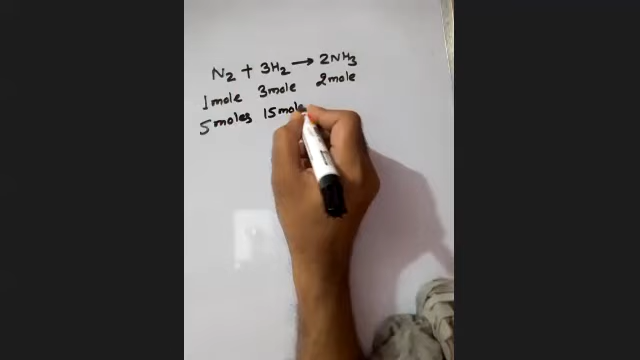 N2 + 3H2 → 2NH3
1mole 3mole 2mole
5moles 15mole